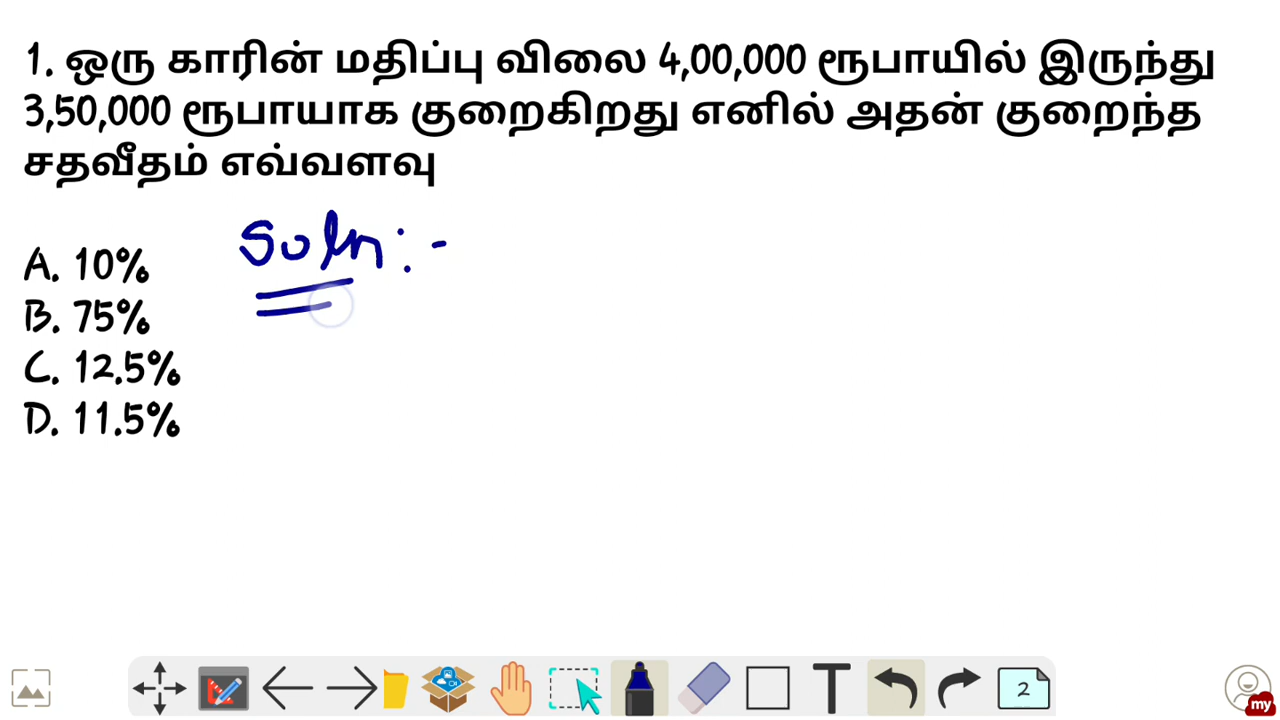 1. ஒரு காரின் மதிப்பு விலை 4,00,000 ரூபாயில் இருந்து
3,50,000 ரூபாயாக குறைகிறது எனில் அதன் குறைந்த
சதவீதம் எவ்வளவு
Soln:-
A. 10%
B. 75%
C. 12.5%
D. 11.5%
T
2
my